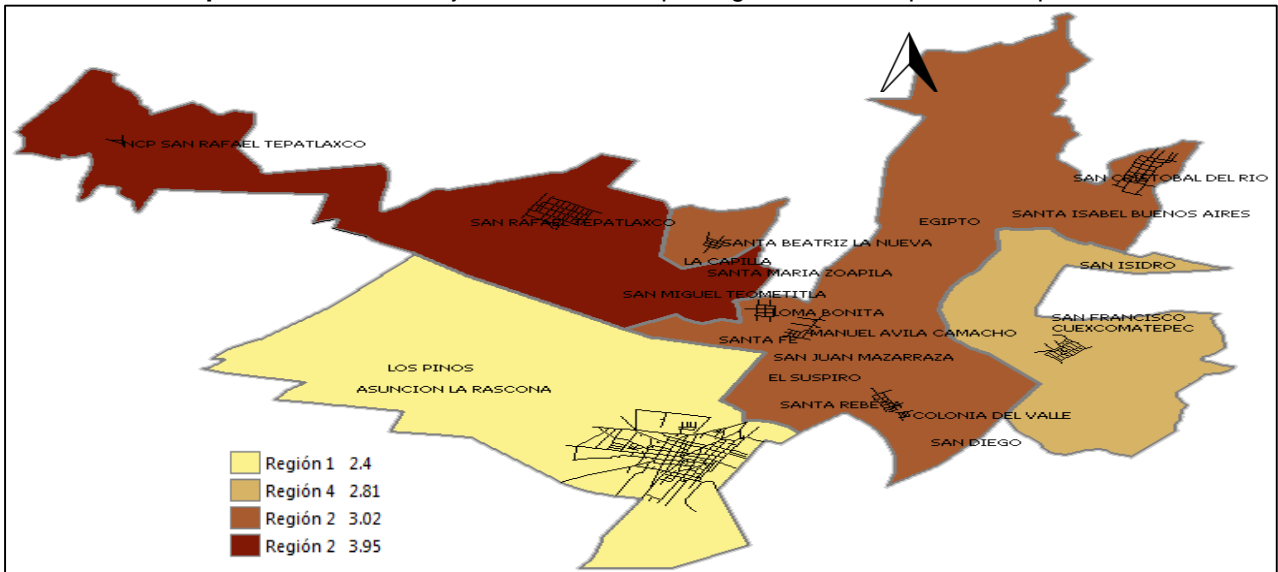 NCP SAN RAFAEL TEPATLAXCO
SAN CRISTOBAL DEL RIO
SAN RAFAEL TEPATLAXCO
EGIPTO
SANTA ISABEL BUENOS AIRES
SANTA BEATRIZ LA NUEVA
LA CAPILLA
SANTA MARIA ZOAPILA
SAN ISIDRO
SAN MIGUEL TEOMETITLA
LOMA BONITA
SAN FRANCISCO
CUEXCOMATEPEC
MANUEL AVILA CAMACHO
SANTA FE
SAN JUAN MAZARRAZA
LOS PINOS
EL SUSPIRO
ASUNCION LA RASCONA
SANTA REBECA
COLONIA DEL VALLE
SAN DIEGO
Región 1 2.4
Región 4 2.81
Región 2 3.02
Región 2 3.95